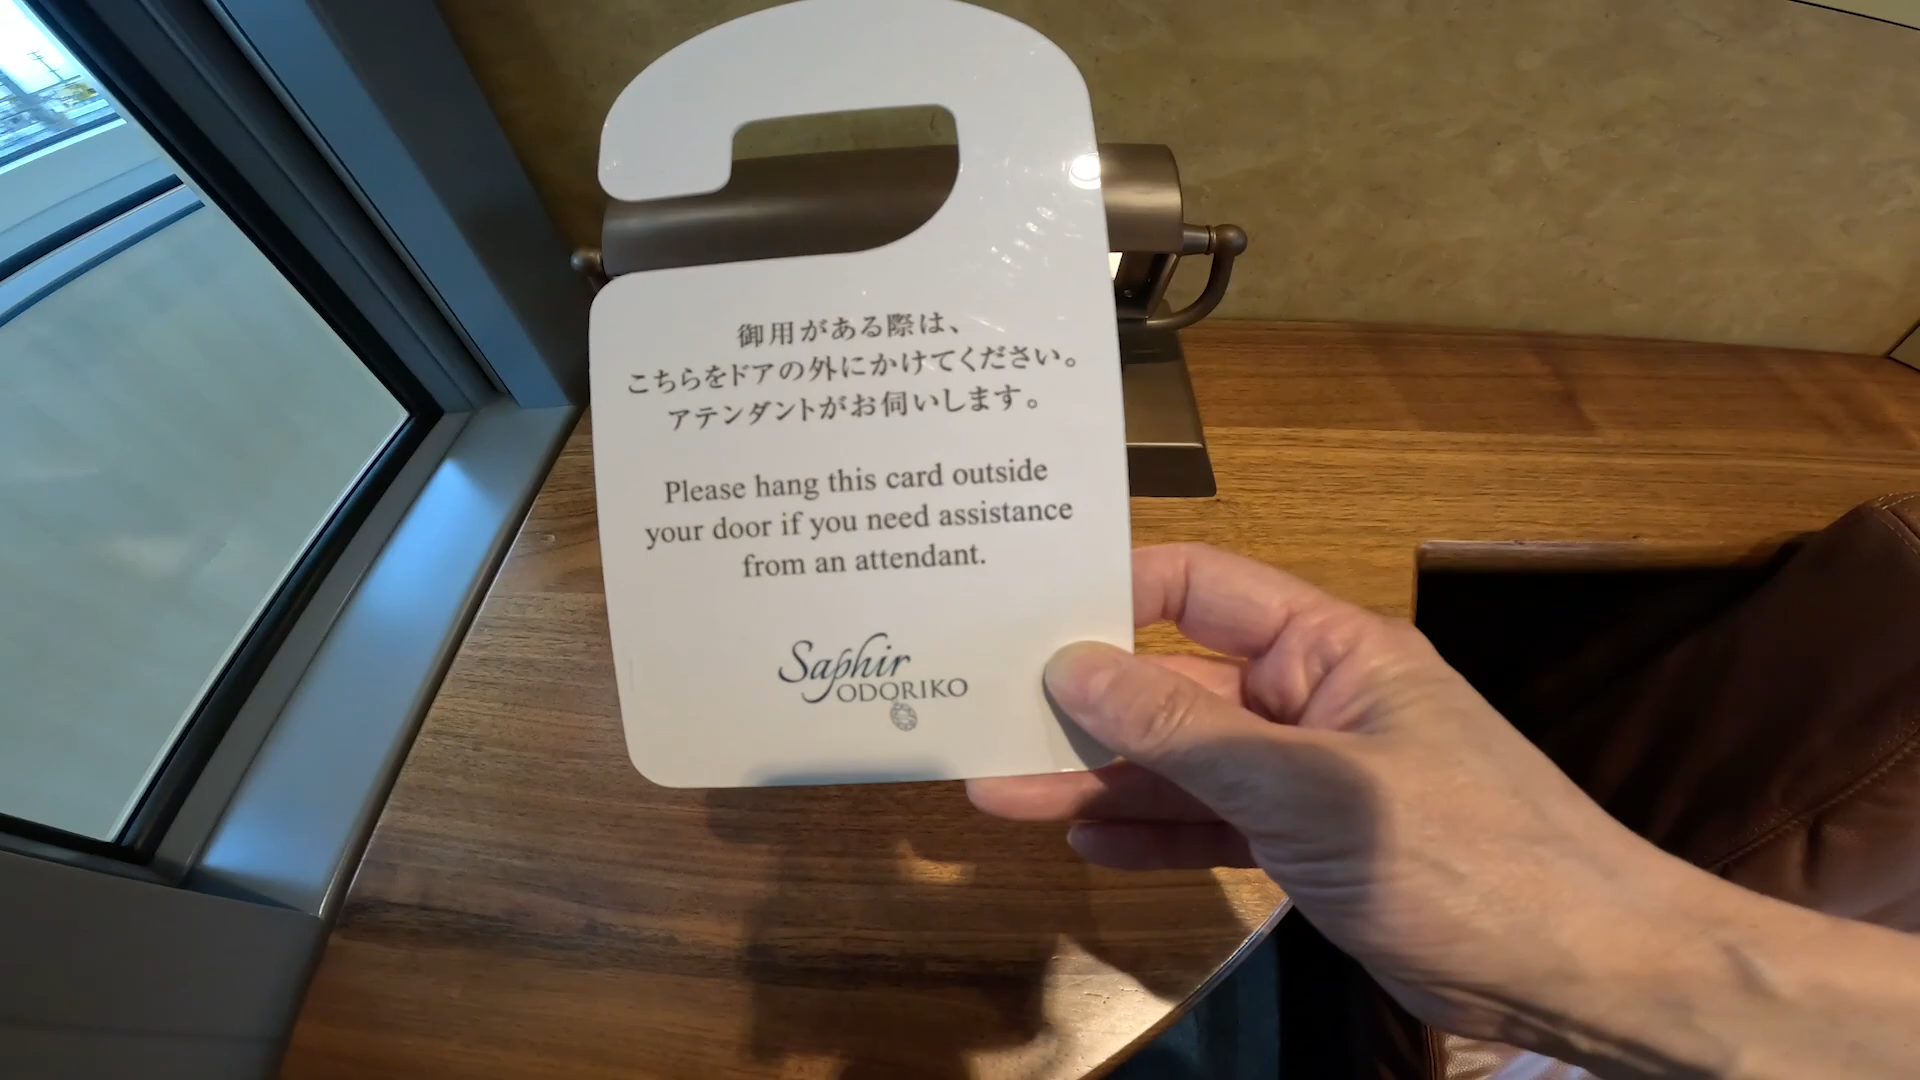 御用がある際は、
こちらをドアの外にかけてください。
アテンダントがお伺いします。
Please hang this card outside
your door if you need assistance
from an attendant.
Saphir
ODORIKO